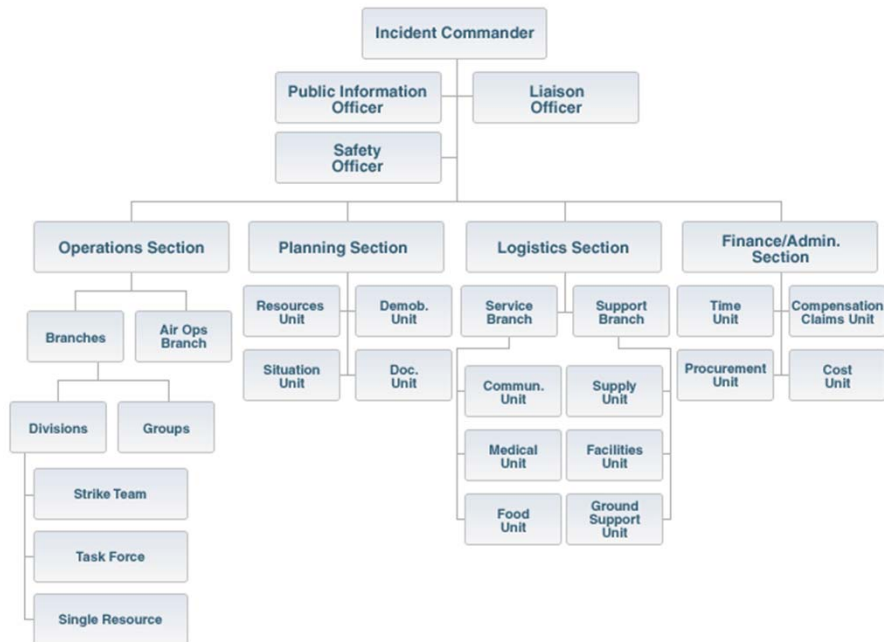 Incident Commander
Public Information
Officer
Liaison
Officer
Safety
Officer
Operations Section
Planning Section
Logistics Section
Finance/Admin.
Section
Resources
Unit
Demob.
Unit
Service
Branch
Support
Branch
Time
Unit
Compensation
Claims Unit
Branches
Air Ops
Branch
Situation
Unit
Doc.
Unit
Procurement
Unit
Cost
Unit
Commun.
Unit
Supply
Unit
Divisions
Groups
Medical
Unit
Facilities
Unit
Strike Team
Food
Unit
Ground
Support
Unit
Task Force
Single Resource